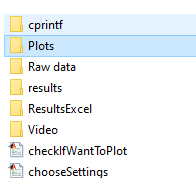 cprintf
Plots
Raw data
results
ResultsExcel
Video
checkIfWantToPlot
chooseSettings